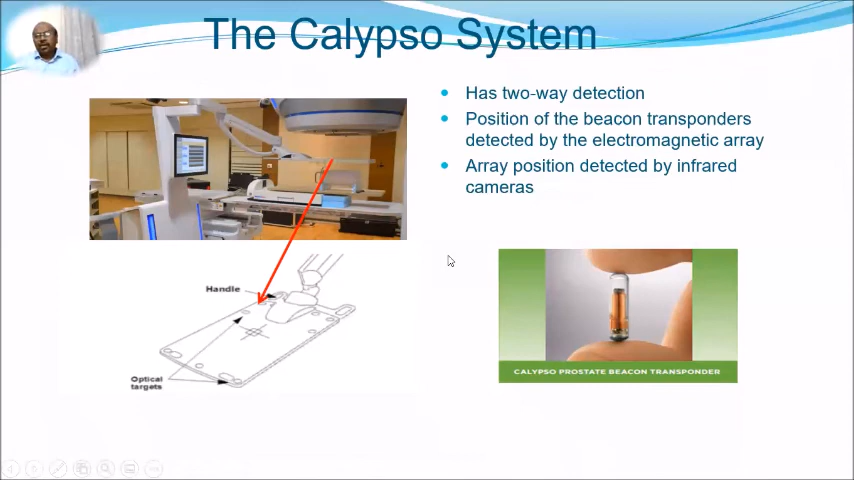 The Calypso System
Has two-way detection
Position of the beacon transponders
detected by the electromagnetic array
Array position detected by infrared
cameras
Handle
Optical
targets
CALYPSO PROSTATE BEACON TRANSPONDER